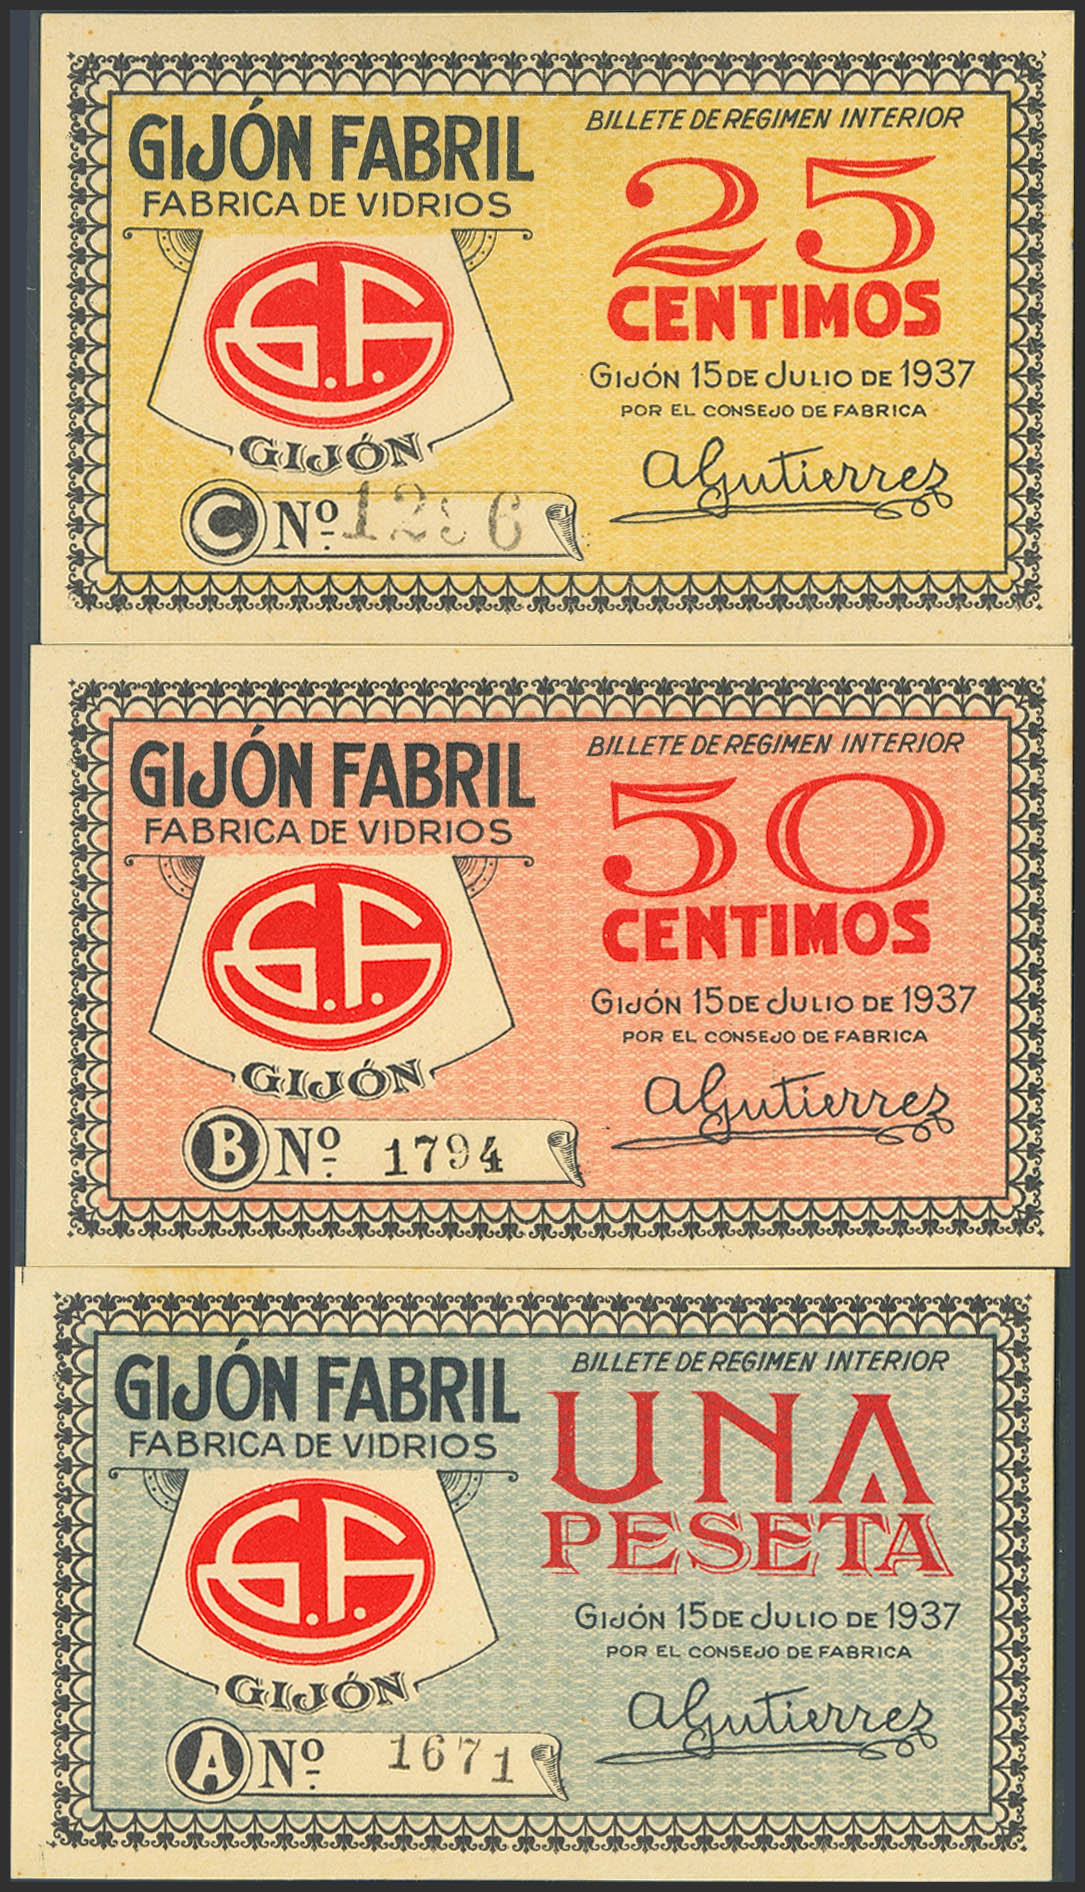 GIJÓN FABRIL
FABRICA DE VIDRIOS
G.F.
GIJÓN
C Nº
BILLETE DE REGIMEN INTERIOR
25
CENTIMOS
GIJÓN 15 DE JULIO DE 1937
POR EL CONSEJO DE FABRICA
AGutierrez
GIJÓN FABRIL
FABRICA DE VIDRIOS
G.F.
GIJÓN
B Nº 1794
BILLETE DE REGIMEN INTERIOR
50
CENTIMOS
GIJÓN 15 DE JULIO DE 1937
POR EL CONSEJO DE FABRICA
AGutierrez
GIJÓN FABRIL
FABRICA DE VIDRIOS
G.F.
GIJÓN
A Nº 1671
BILLETE DE REGIMEN INTERIOR
UNA
PESETA
GIJÓN 15 DE JULIO DE 1937
POR EL CONSEJO DE FABRICA
AGutierrez